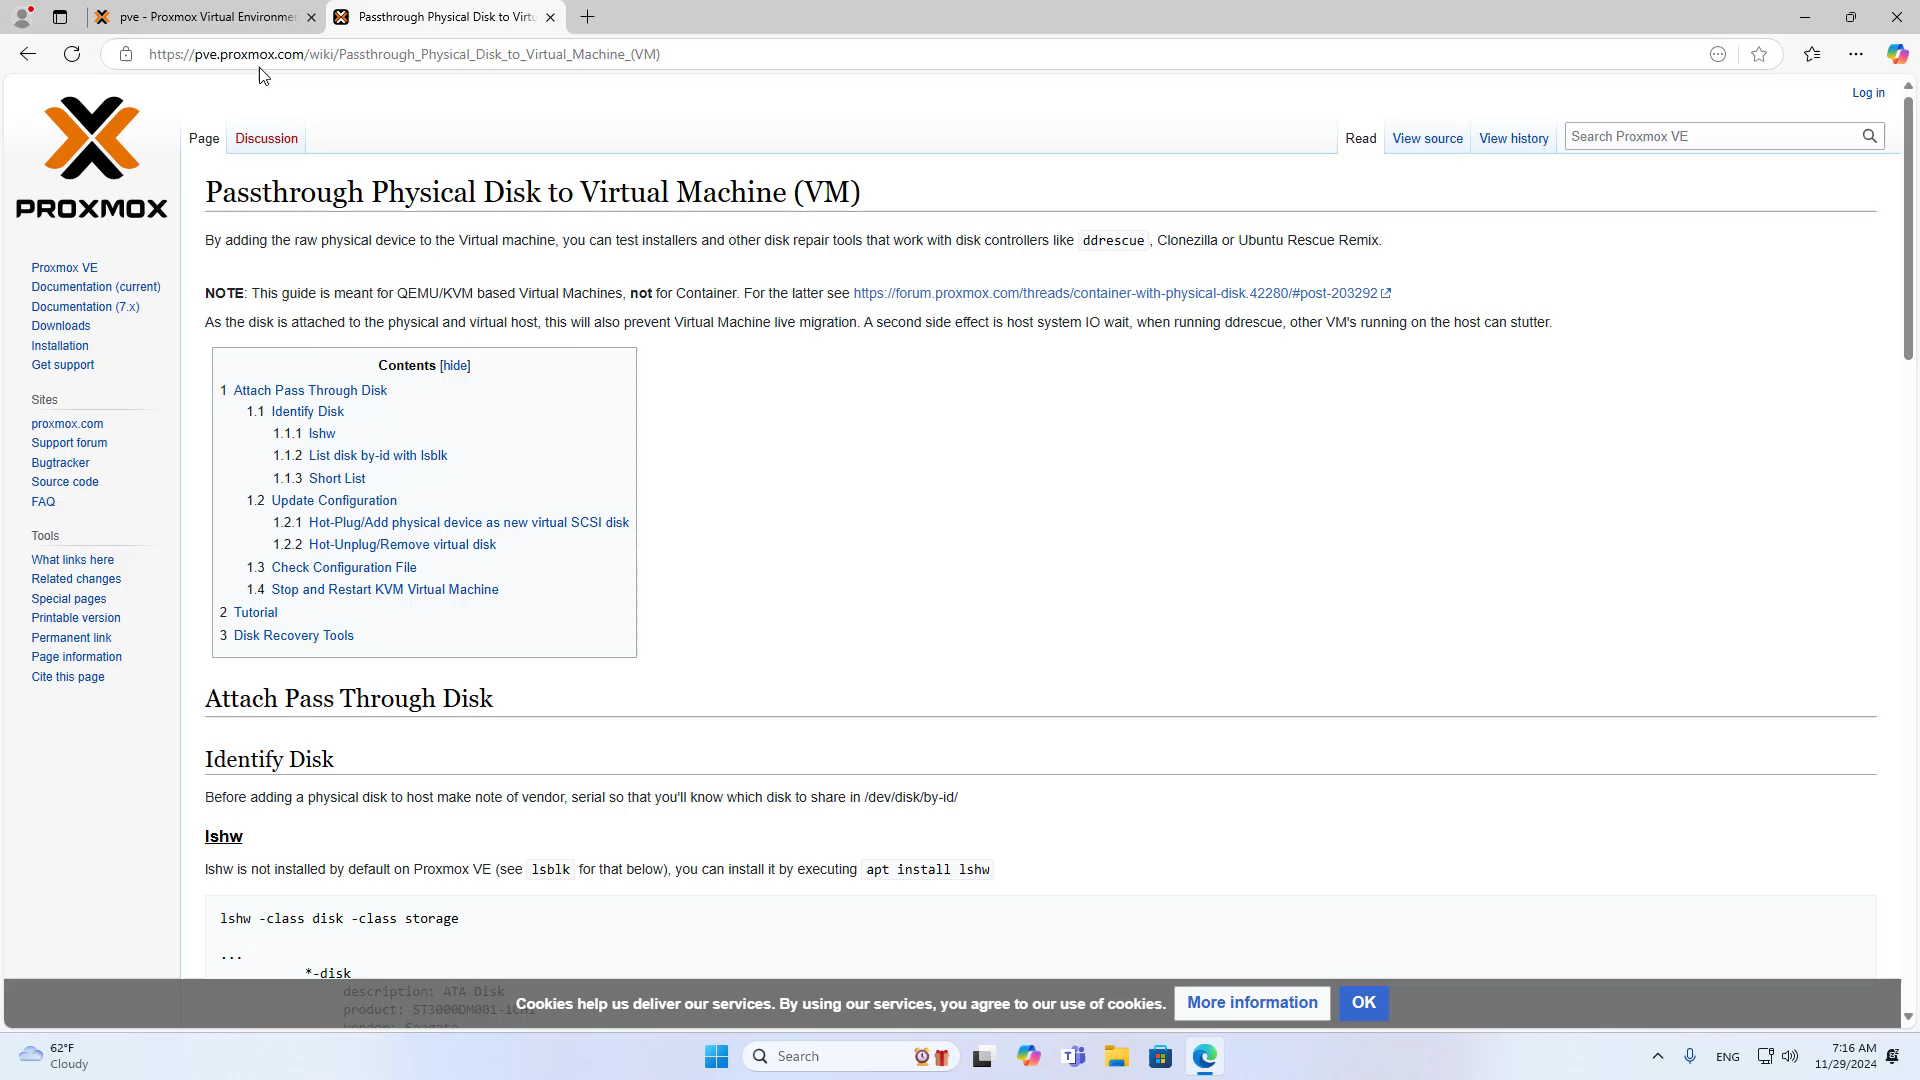 pve - Proxmox Virtual Environme
Passthrough Physical Disk to Virtu
https://pve.proxmox.com/wiki/Passthrough_Physical_Disk_to_Virtual_Machine_(VM)
Log in
PROXMOX
Page
Discussion
Read
View source
View history
Search Proxmox VE
Proxmox VE
Documentation (current)
Documentation (7.x)
Downloads
Installation
Get support
Sites
proxmox.com
Support forum
Bugtracker
Source code
FAQ
Tools
What links here
Related changes
Special pages
Printable version
Permanent link
Page information
Cite this page
Passthrough Physical Disk to Virtual Machine (VM)
By adding the raw physical device to the Virtual machine, you can test installers and other disk repair tools that work with disk controllers like ddrescue , Clonezilla or Ubuntu Rescue Remix.
NOTE: This guide is meant for QEMU/KVM based Virtual Machines, not for Container. For the latter see https://forum.proxmox.com/threads/container-with-physical-disk.42280/#post-203292
As the disk is attached to the physical and virtual host, this will also prevent Virtual Machine live migration. A second side effect is host system IO wait, when running ddrescue, other VM's running on the host can stutter.
Contents [hide]
1 Attach Pass Through Disk
1.1 Identify Disk
1.1.1 lshw
1.1.2 List disk by-id with lsblk
1.1.3 Short List
1.2 Update Configuration
1.2.1 Hot-Plug/Add physical device as new virtual SCSI disk
1.2.2 Hot-Unplug/Remove virtual disk
1.3 Check Configuration File
1.4 Stop and Restart KVM Virtual Machine
2 Tutorial
3 Disk Recovery Tools
Attach Pass Through Disk
Identify Disk
Before adding a physical disk to host make note of vendor, serial so that you'll know which disk to share in /dev/disk/by-id/
lshw
lshw is not installed by default on Proxmox VE (see lsblk for that below), you can install it by executing apt install lshw
lshw -class disk -class storage
...
*-disk
description: ATA Disk
product: ST3000DM001-1CH1
vendor: Seagate
Cookies help us deliver our services. By using our services, you agree to our use of cookies.
More information
OK
62°F
Cloudy
Search
ENG
7:16 AM
11/29/2024